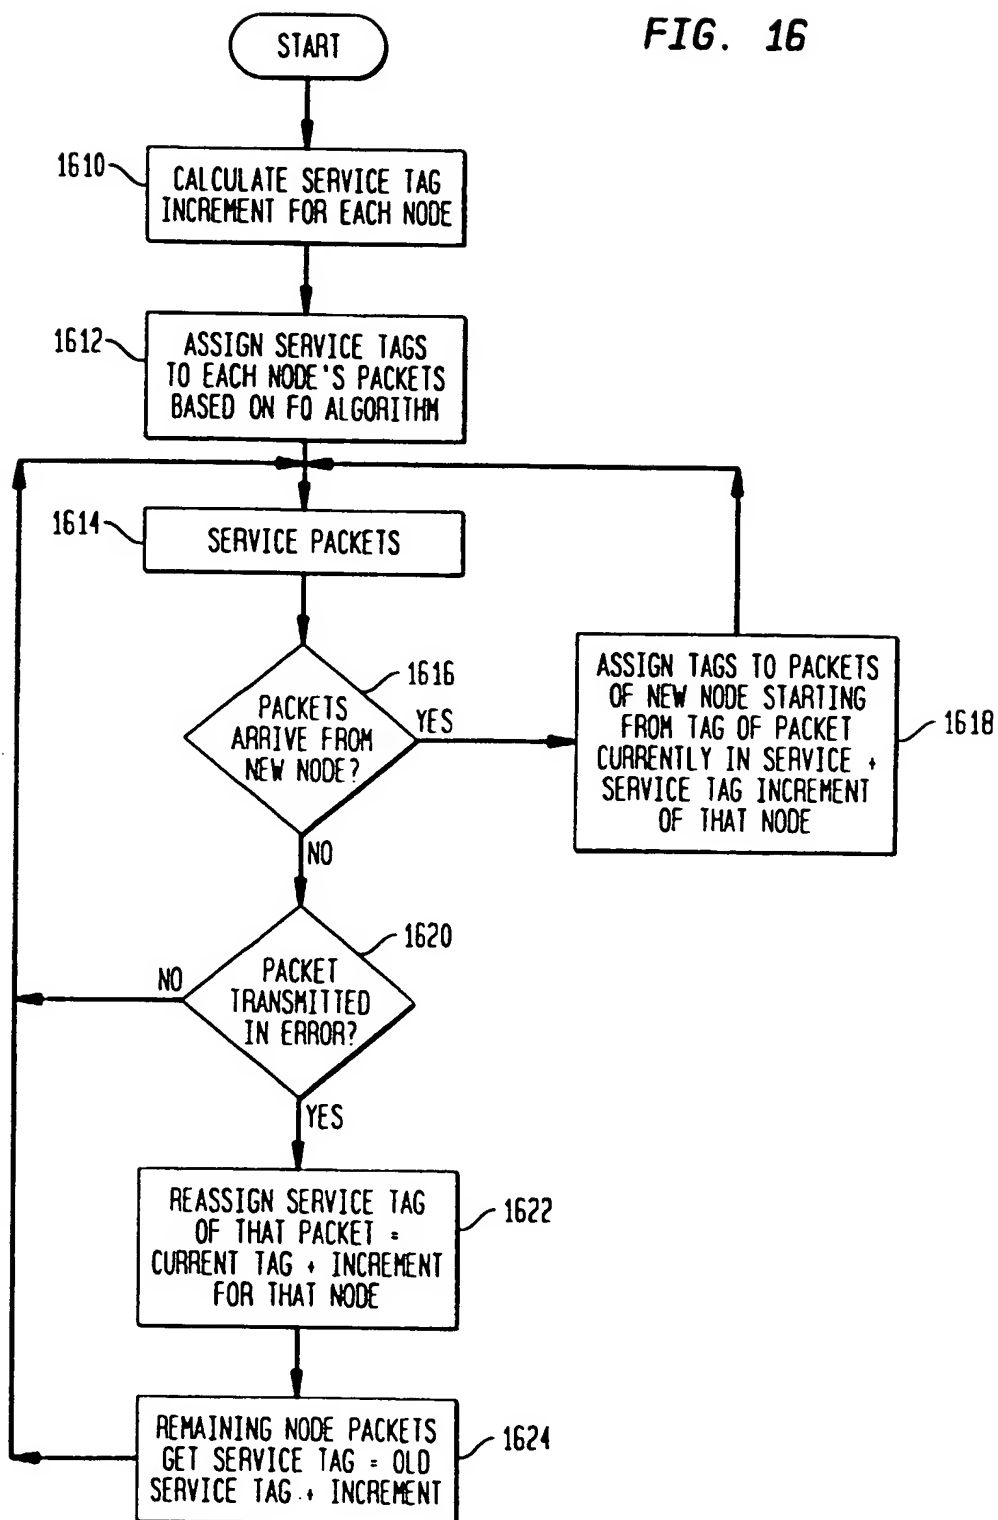 FIG. 16
START
1610
CALCULATE SERVICE TAG
INCREMENT FOR EACH NODE
1612
ASSIGN SERVICE TAGS
TO EACH NODE'S PACKETS
BASED ON FQ ALGORITHM
1614
SERVICE PACKETS
1616
PACKETS
ARRIVE FROM
NEW NODE?
YES
ASSIGN TAGS TO PACKETS
OF NEW NODE STARTING
FROM TAG OF PACKET
CURRENTLY IN SERVICE +
SERVICE TAG INCREMENT
OF THAT NODE
1618
NO
1620
PACKET
TRANSMITTED
IN ERROR?
NO
YES
REASSIGN SERVICE TAG
OF THAT PACKET =
CURRENT TAG + INCREMENT
FOR THAT NODE
1622
REMAINING NODE PACKETS
GET SERVICE TAG = OLD
SERVICE TAG + INCREMENT
1624